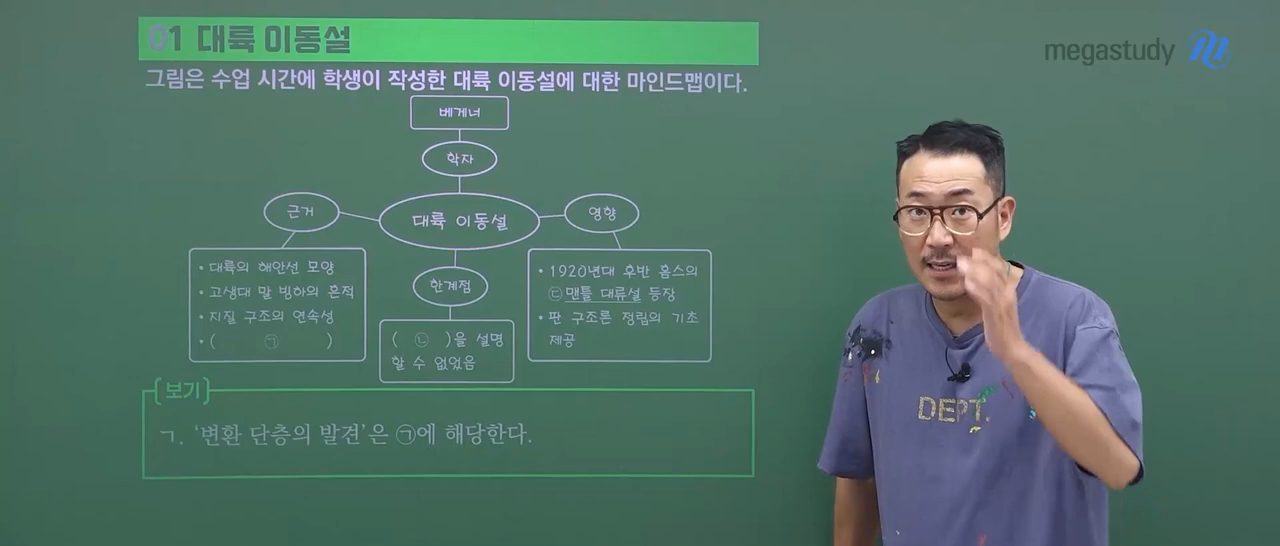 01 대륙 이동설
megastudy
그림은 수업 시간에 학생이 작성한 대륙 이동설에 대한 마인드맵이다.
베게너
학자
근거
대륙 이동설
영향
• 대륙의 해안선 모양
• 고생대 말 빙하의 흔적
• 지질 구조의 연속성
• ( ㉠ )
한계점
( ㉡ )을 설명
할 수 없었음
• 1920년대 후반 홈스의
㉢ 맨틀 대류설 등장
• 판 구조론 정립의 기초
제공
[보기]
ㄱ. ‘변환 단층의 발견’은 ㉠에 해당한다.
DEPT.